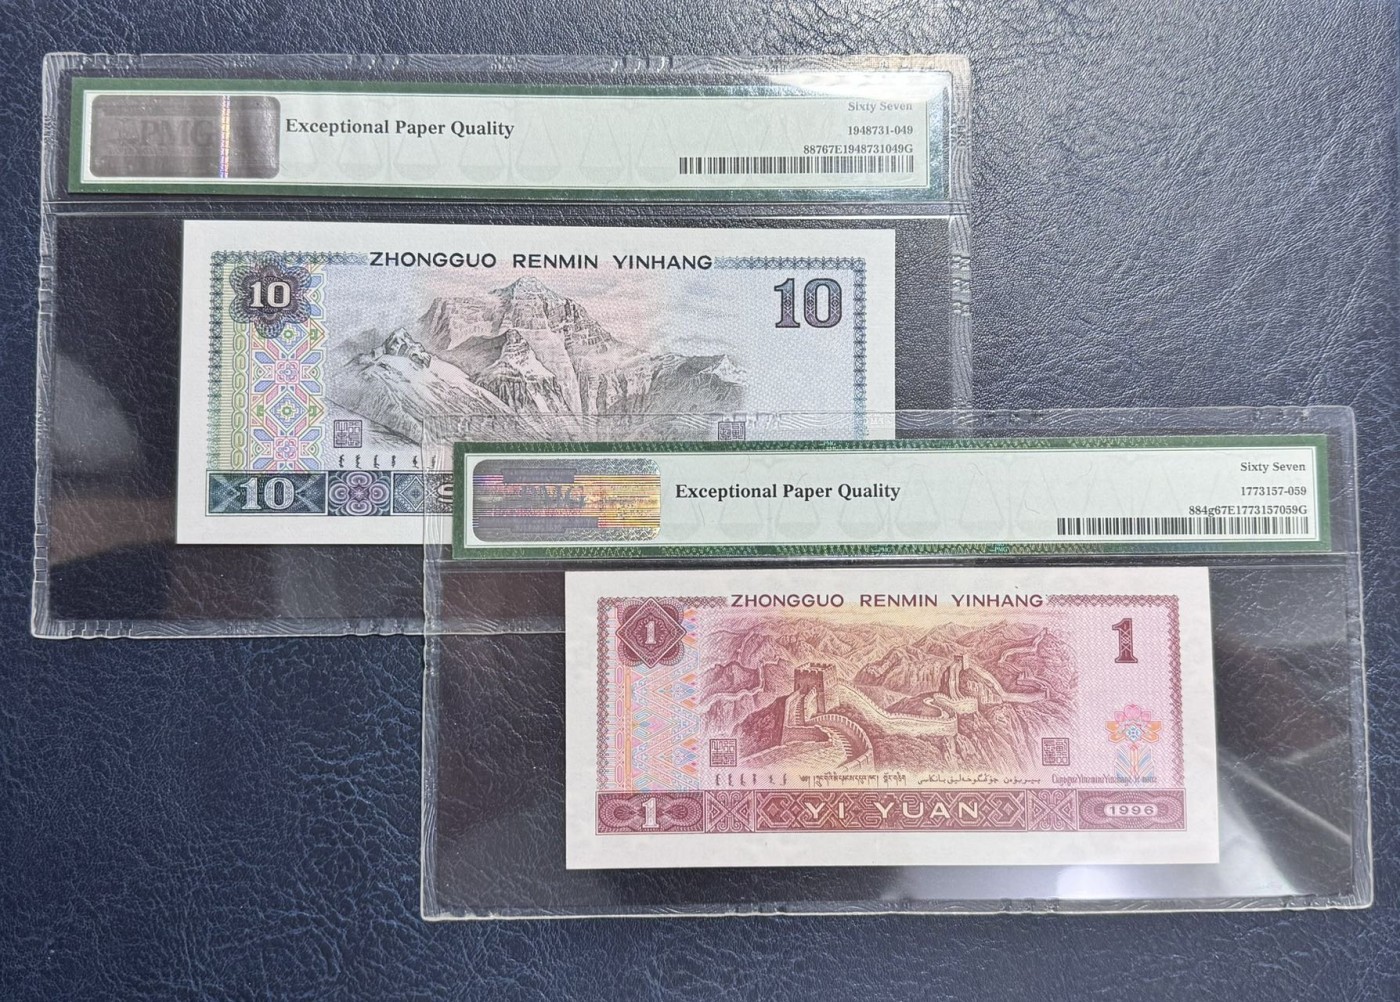 PMG
Exceptional Paper Quality
Sixty Seven
1948731-049
88767E1948731049G
ZHONGGUO RENMIN YINHANG
10
10
10
PMG
Exceptional Paper Quality
Sixty Seven
1773157-059
884g67E1773157059G
ZHONGGUO RENMIN YINHANG
1
1
1
YI YUAN
1996